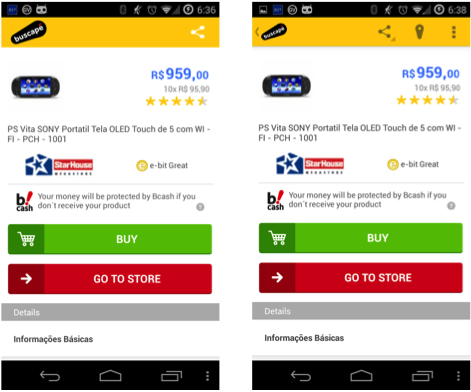 6:36
buscape
R$959,00
10x R$ 95,90
PS Vita SONY Portatil Tela OLED Touch de 5 com WI -
FI - PCH - 1001
StarHouse
MEGASTORE
e e-bit Great
b!
cash
Your money will be protected by Bcash if you
don´t receive your product
?
BUY
GO TO STORE
Details
Informações Básicas
6:38
buscape
R$959,00
10x R$ 95,90
PS Vita SONY Portatil Tela OLED Touch de 5 com WI -
FI - PCH - 1001
StarHouse
MEGASTORE
e e-bit Great
b!
cash
Your money will be protected by Bcash if you
don´t receive your product
?
BUY
GO TO STORE
Details
Informações Básicas